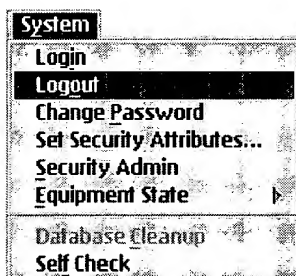 System
Login
Logout
Change Password
Set Security Attributes...
Security Admin
Equipment State
Database Cleanup
Self Check